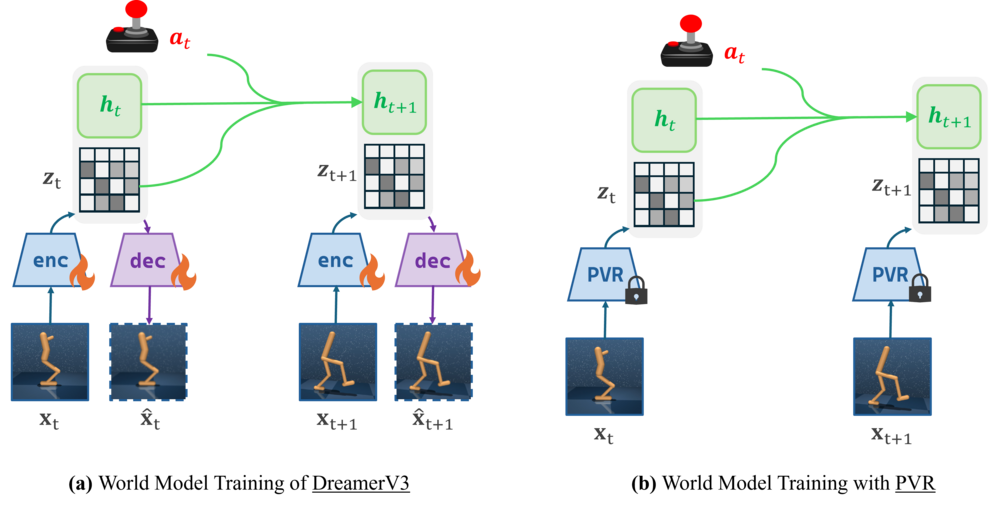 a_t
h_t
h_{t+1}
z_t
z_{t+1}
enc
dec
enc
dec
x_t
x̂_t
x_{t+1}
x̂_{t+1}
(a) World Model Training of DreamerV3
a_t
h_t
h_{t+1}
z_t
z_{t+1}
PVR
PVR
x_t
x_{t+1}
(b) World Model Training with PVR